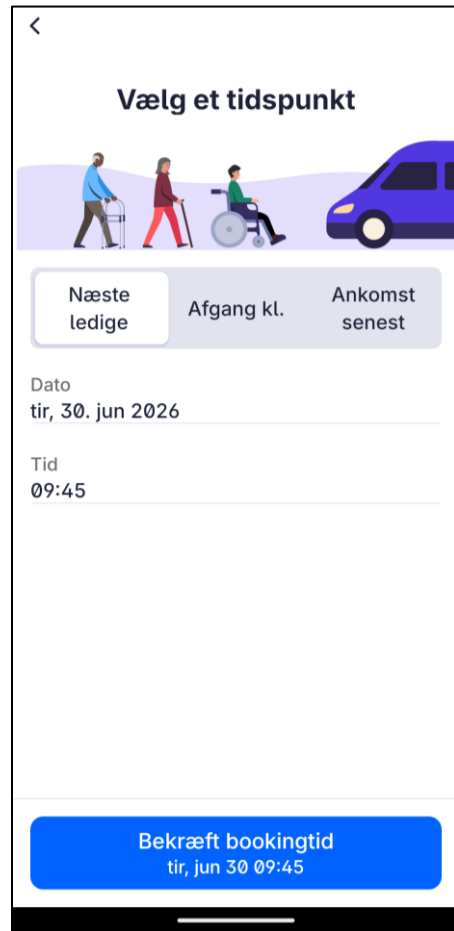 Vælg et tidspunkt
Næste
ledige
Afgang kl.
Ankomst
senest
Dato
tir, 30. jun 2026
Tid
09:45
Bekræft bookingtid
tir, jun 30 09:45